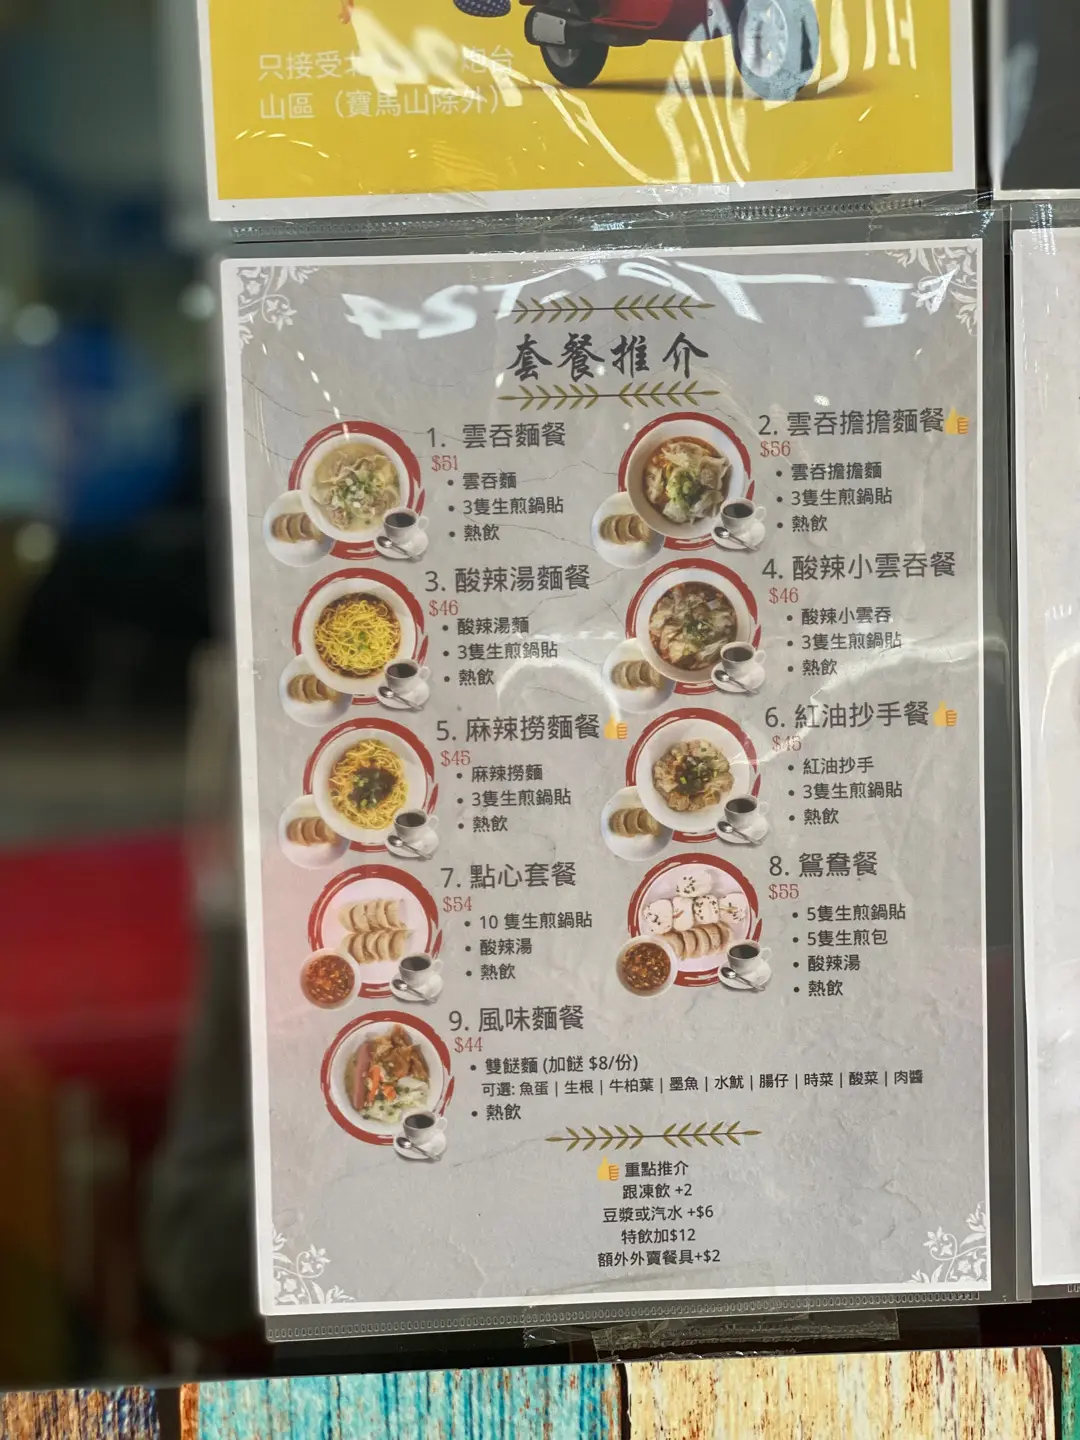 只接受北
炮台
山區（寶馬山除外）
套餐推介
1. 雲吞麵餐
$51
• 雲吞麵
• 3隻生煎鍋貼
• 熱飲
2. 雲吞擔擔麵餐
$56
• 雲吞擔擔麵
• 3隻生煎鍋貼
• 熱飲
3. 酸辣湯麵餐
$46
• 酸辣湯麵
• 3隻生煎鍋貼
• 熱飲
4. 酸辣小雲吞餐
$46
• 酸辣小雲吞
• 3隻生煎鍋貼
• 熱飲
5. 麻辣撈麵餐
$45
• 麻辣撈麵
• 3隻生煎鍋貼
• 熱飲
6. 紅油抄手餐
$45
• 紅油抄手
• 3隻生煎鍋貼
• 熱飲
7. 點心套餐
$54
• 10 隻生煎鍋貼
• 酸辣湯
• 熱飲
8. 鴛鴦餐
$55
• 5隻生煎鍋貼
• 5隻生煎包
• 酸辣湯
• 熱飲
9. 風味麵餐
$44
• 雙餸麵 (加餸 $8/份)
可選: 魚蛋 | 生根 | 牛柏葉 | 墨魚 | 水魷 | 腸仔 | 時菜 | 酸菜 | 肉醬
• 熱飲
重點推介
跟凍飲 +2
豆漿或汽水 +$6
特飲加$12
額外外賣餐具+$2